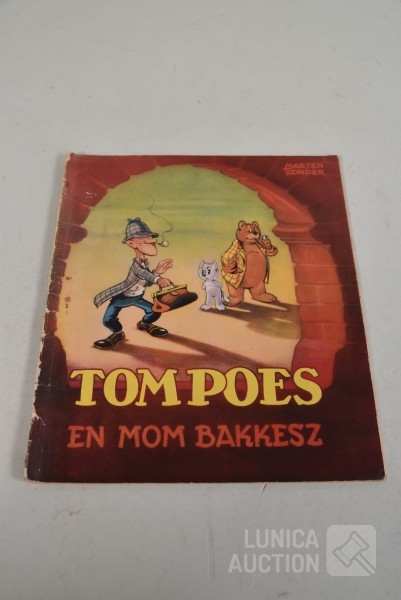 MARTEN
TOONDER
TOM POES
EN MOM BAKKESZ
LUNICA
AUCTION